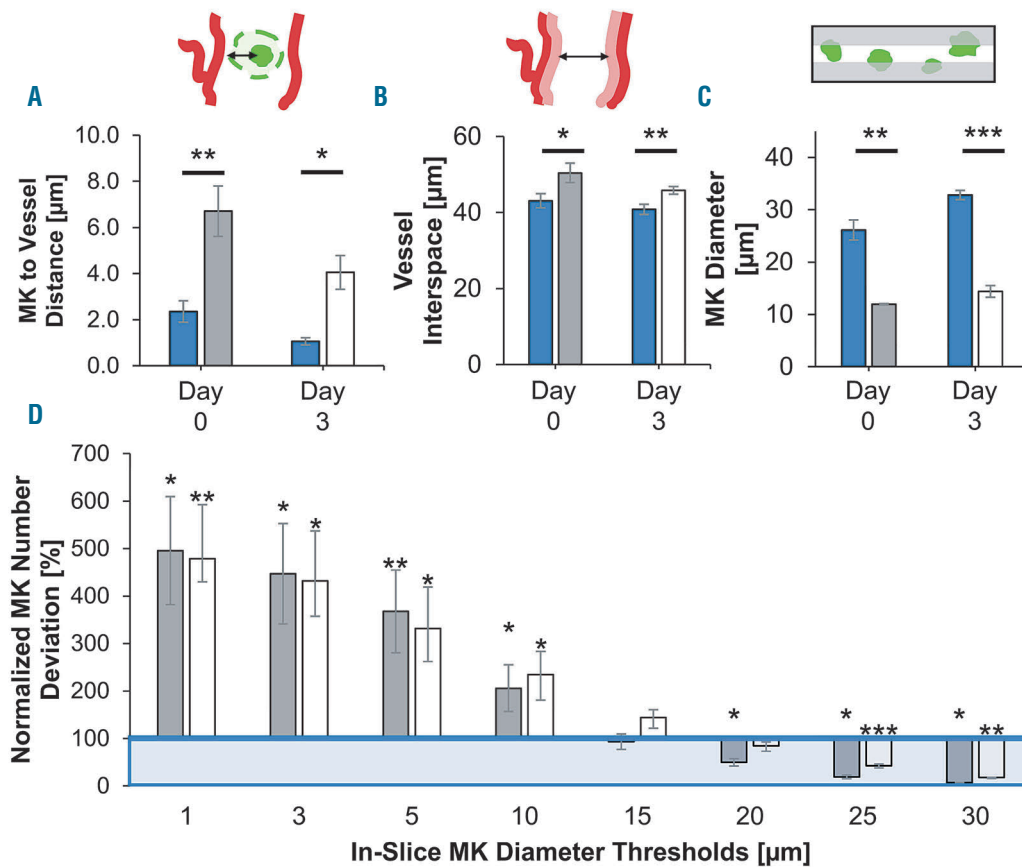 A
MK to Vessel
Distance [µm]
10.0
8.0
6.0
4.0
2.0
0.0
**
*
Day
0
Day
3
B
Vessel
Interspace [µm]
60
40
20
0
*
**
Day
0
Day
3
C
MK Diameter
[µm]
40
30
20
10
0
**
***
Day
0
Day
3
D
Normalized MK Number
Deviation [%]
700
600
500
400
300
200
100
0
*
**
*
*
**
*
*
*
*
*
***
*
**
1 3 5 10 15 20 25 30
In-Slice MK Diameter Thresholds [µm]